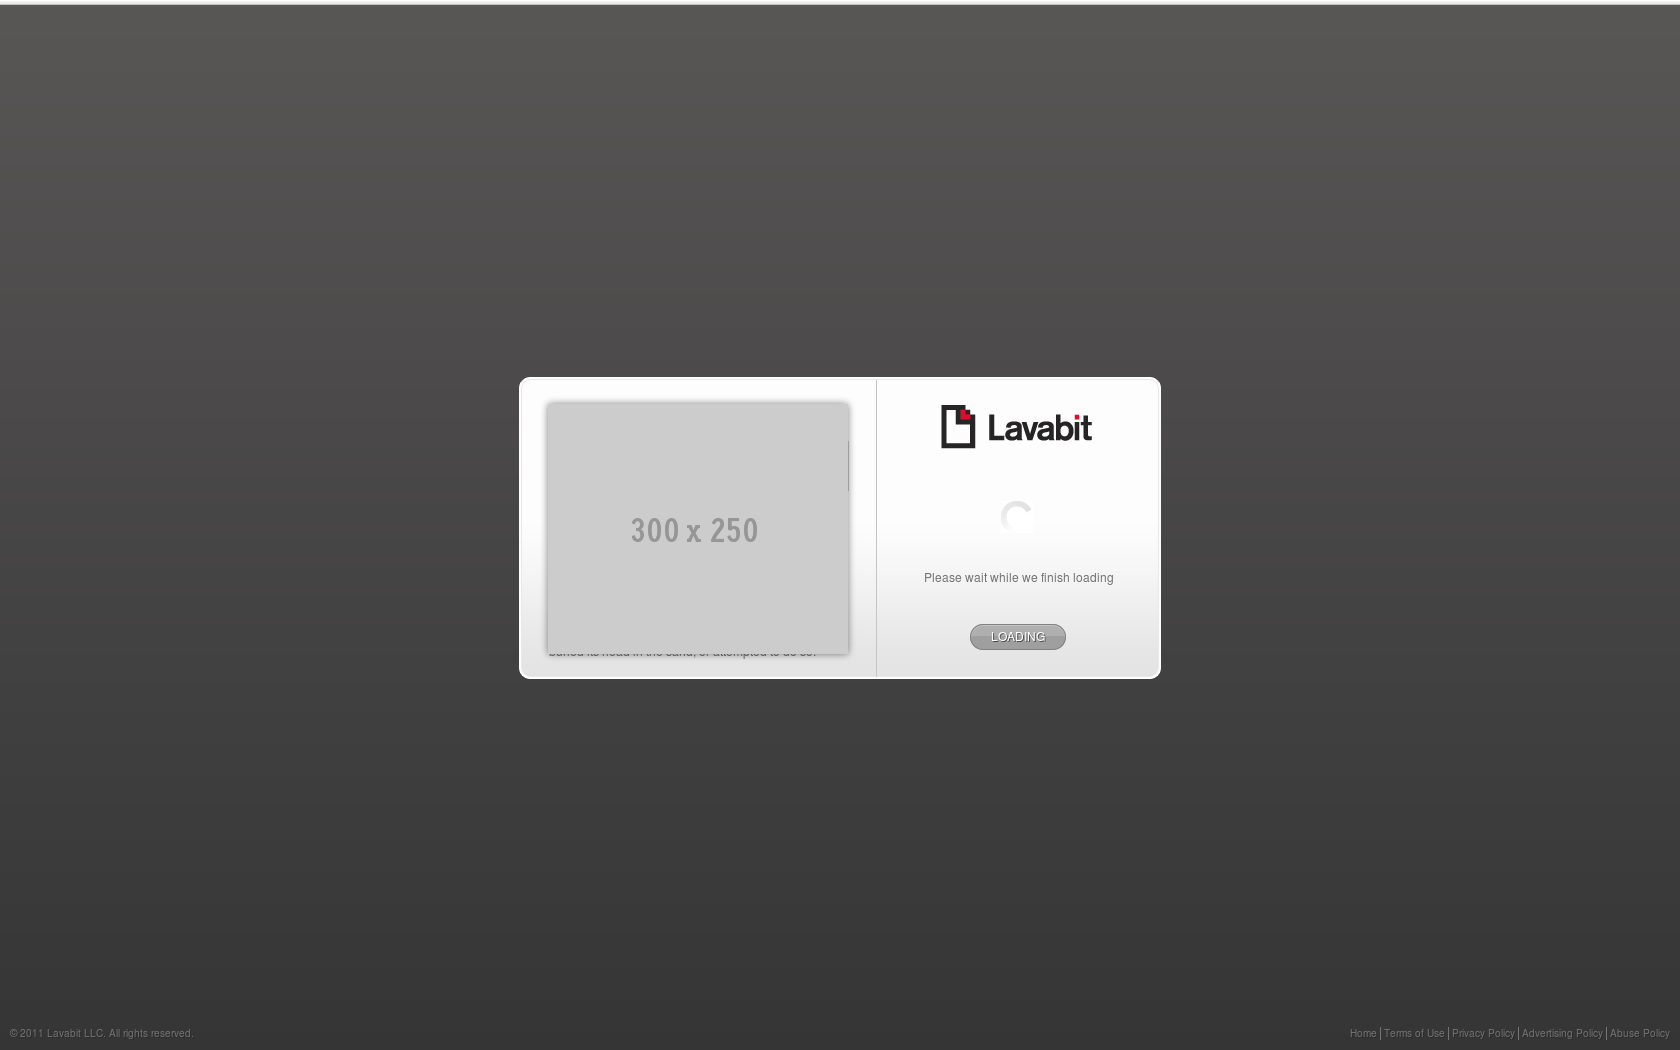 300 x 250
buried its head in the sand, or attempted to do so.
Lavabit
Please wait while we finish loading
LOADING
© 2011 Lavabit LLC. All rights reserved.
Home | Terms of Use | Privacy Policy | Advertising Policy | Abuse Policy